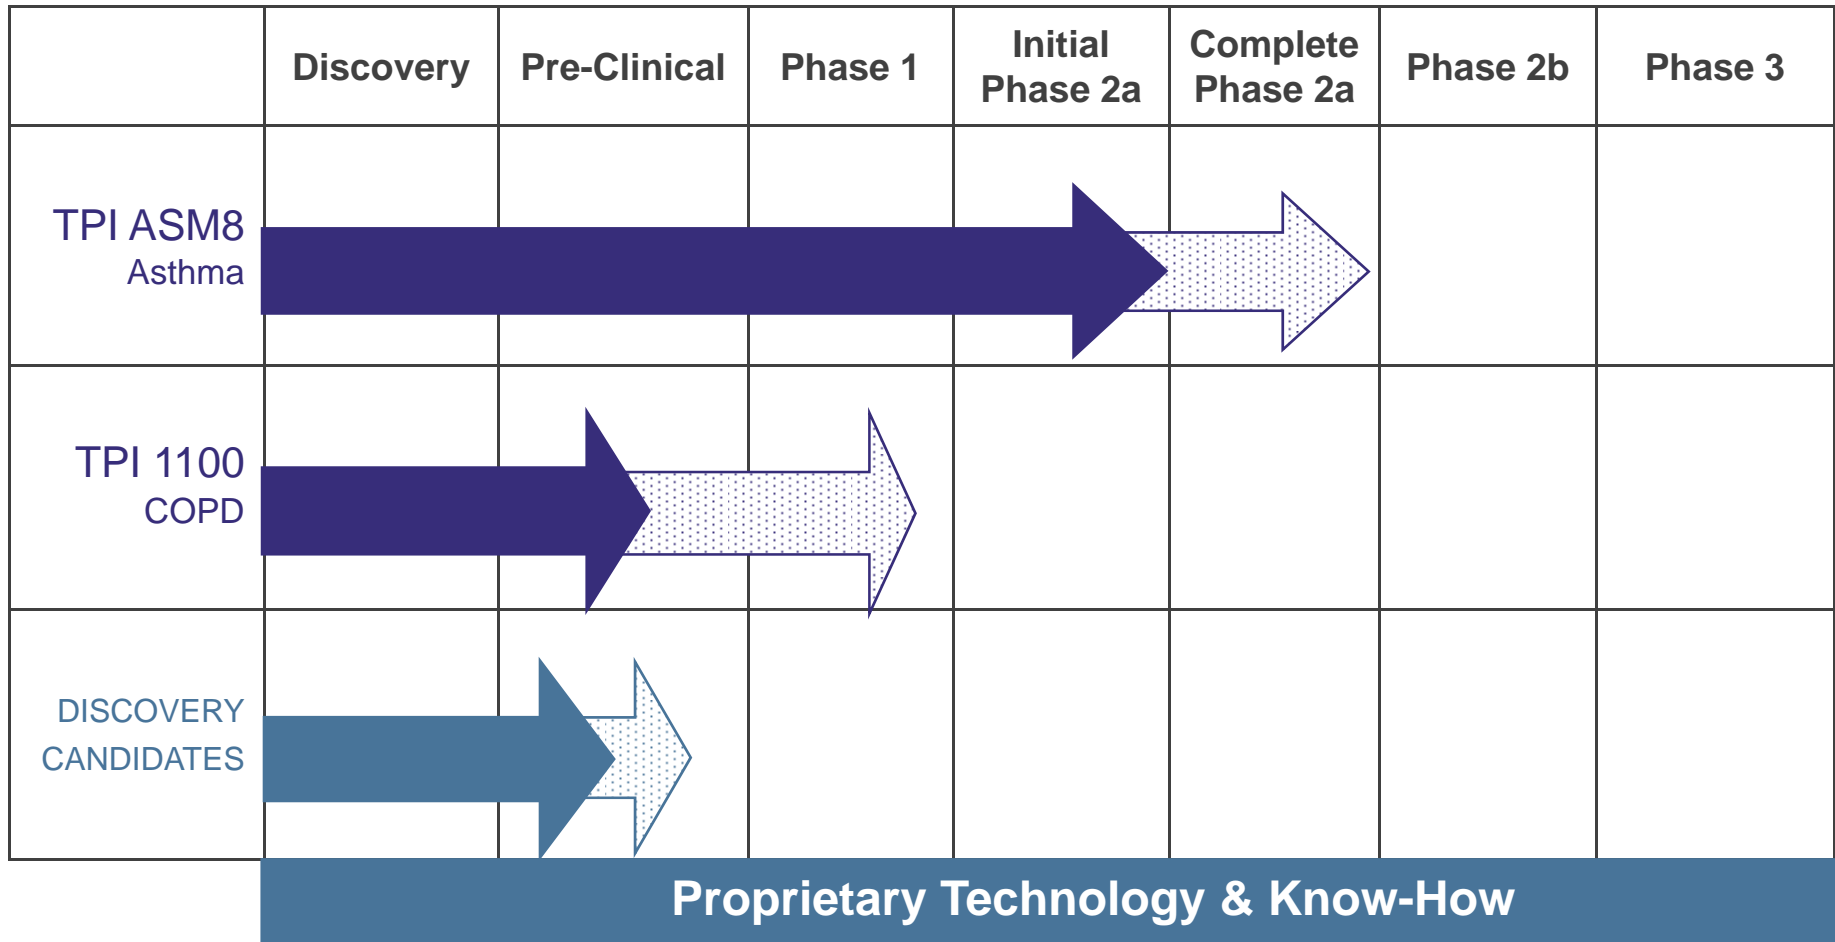 Discovery
Pre-Clinical
Phase 1
Initial
Phase 2a
Complete
Phase 2a
Phase 2b
Phase 3
TPI ASM8
Asthma
TPI 1100
COPD
DISCOVERY
CANDIDATES
Proprietary Technology & Know-How